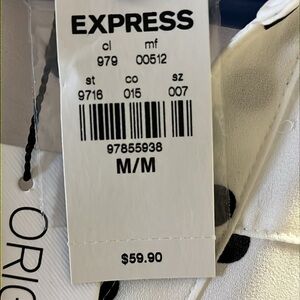 EXPRESS
cl mf
979 00512
st co sz
9716 015 007
97855938
M/M
$59.90
ORIG